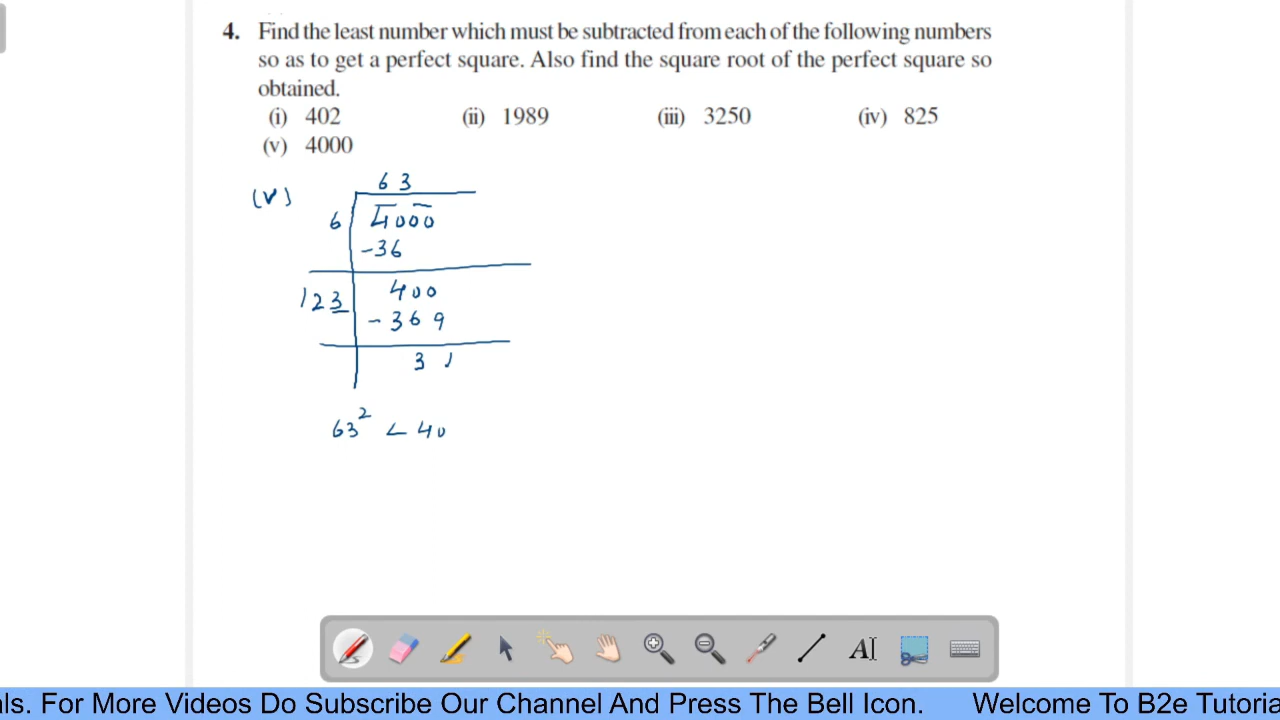 4. Find the least number which must be subtracted from each of the following numbers
so as to get a perfect square. Also find the square root of the perfect square so
obtained.
(i) 402 (ii) 1989 (iii) 3250 (iv) 825
(v) 4000
(v)
63
6 4000
-36
123 400
-369
31
63² < 40
AI
ls. For More Videos Do Subscribe Our Channel And Press The Bell Icon. Welcome To B2e Tutoria